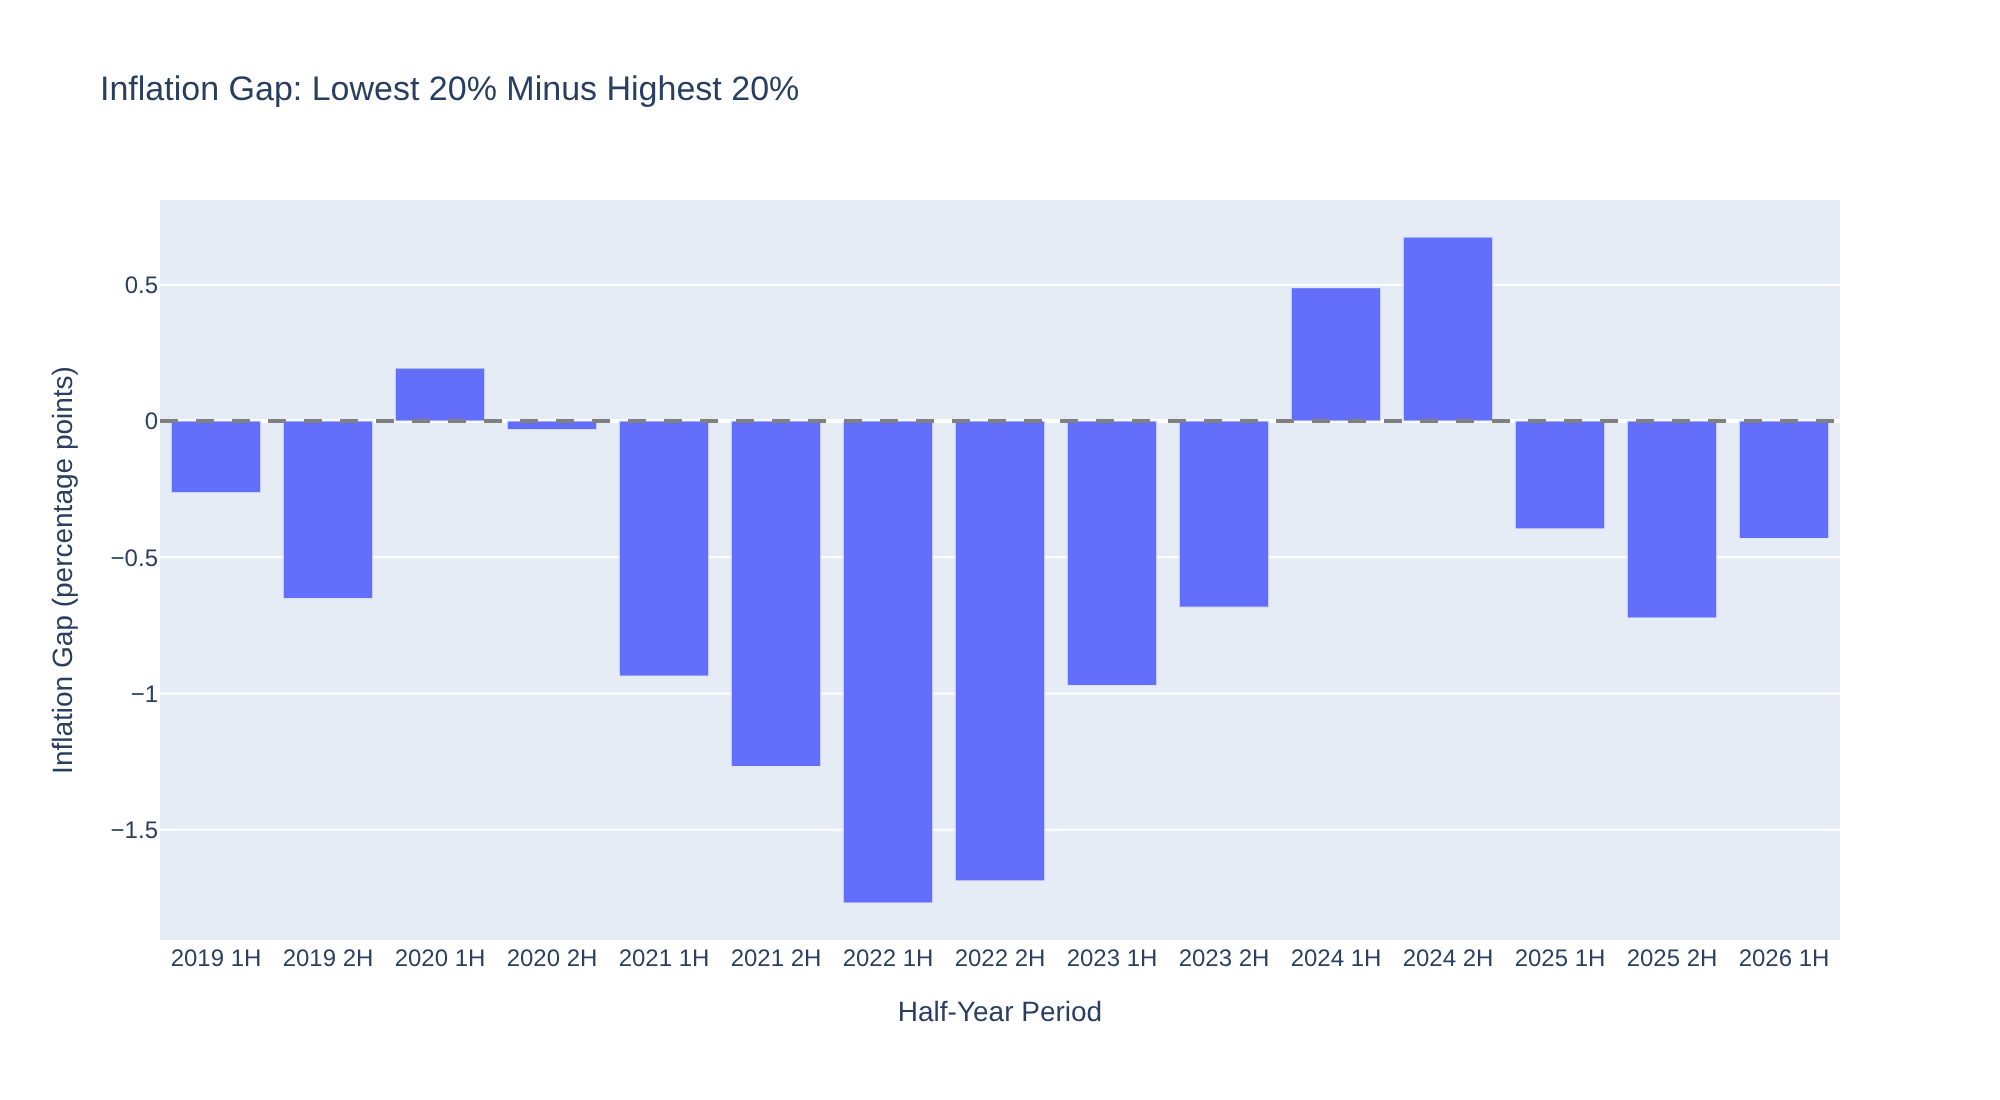 Inflation Gap: Lowest 20% Minus Highest 20%
Inflation Gap (percentage points)
0.5
0
−0.5
−1
−1.5
2019 1H 2019 2H 2020 1H 2020 2H 2021 1H 2021 2H 2022 1H 2022 2H 2023 1H 2023 2H 2024 1H 2024 2H 2025 1H 2025 2H 2026 1H
Half-Year Period